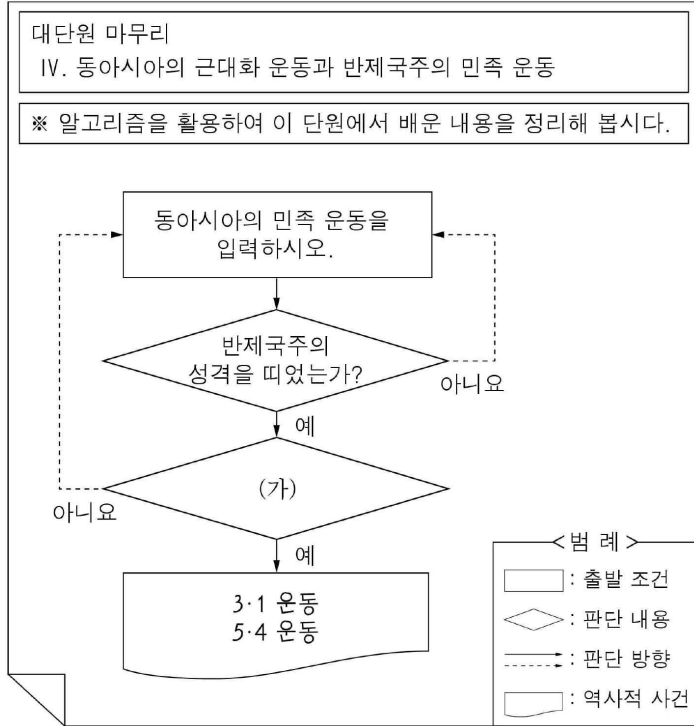 대단원 마무리
Ⅳ. 동아시아의 근대화 운동과 반제국주의 민족 운동
※ 알고리즘을 활용하여 이 단원에서 배운 내용을 정리해 봅시다.
동아시아의 민족 운동을
입력하시오.
반제국주의
성격을 띠었는가?
아니요
예
(가)
아니요
예
3·1 운동
5·4 운동
<범 례>
: 출발 조건
: 판단 내용
: 판단 방향
: 역사적 사건